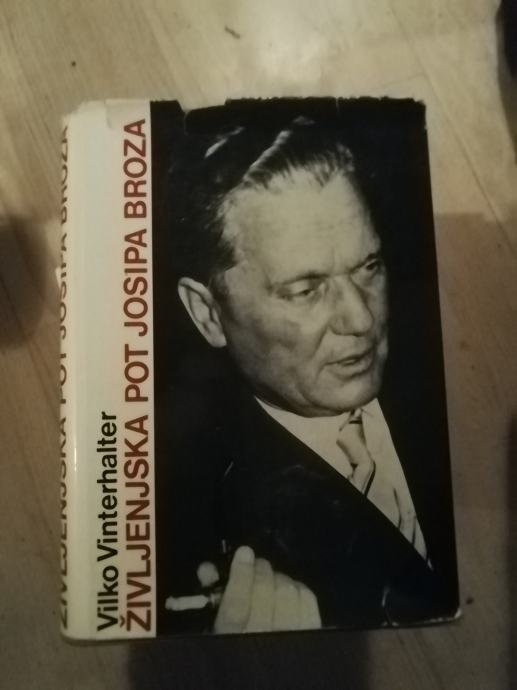 ŽIVLJENJSKA POT JOSIPA BROZA
Vilko Vinterhalter
ŽIVLJENJSKA POT JOSIPA BROZA